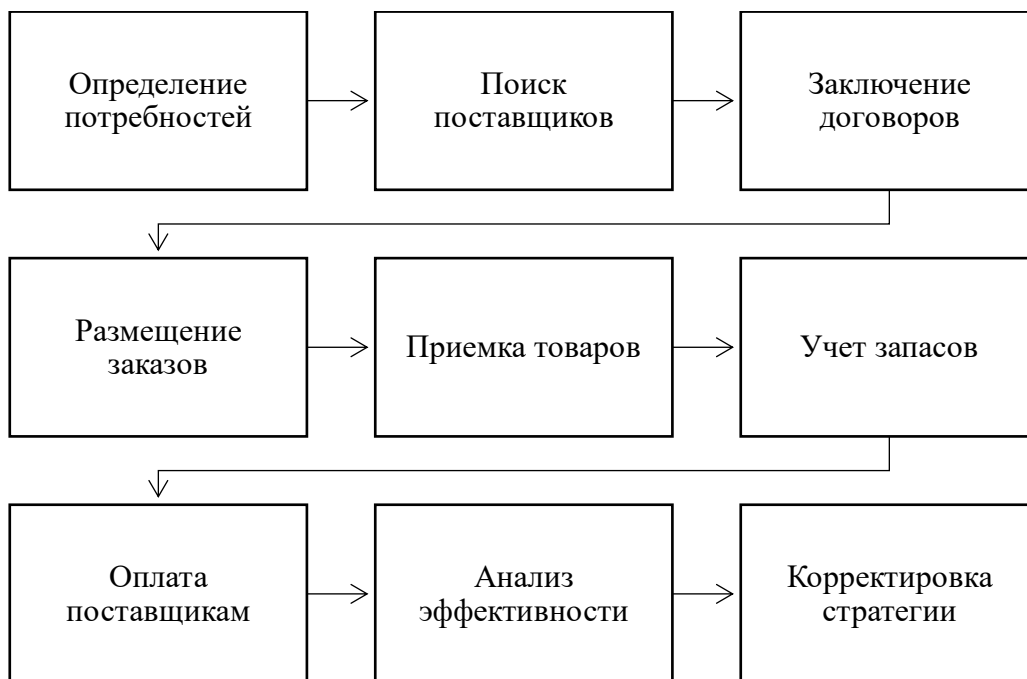 Определение
потребностей
Поиск
поставщиков
Заключение
договоров
Размещение
заказов
Приемка товаров
Учет запасов
Оплата
поставщикам
Анализ
эффективности
Корректировка
стратегии